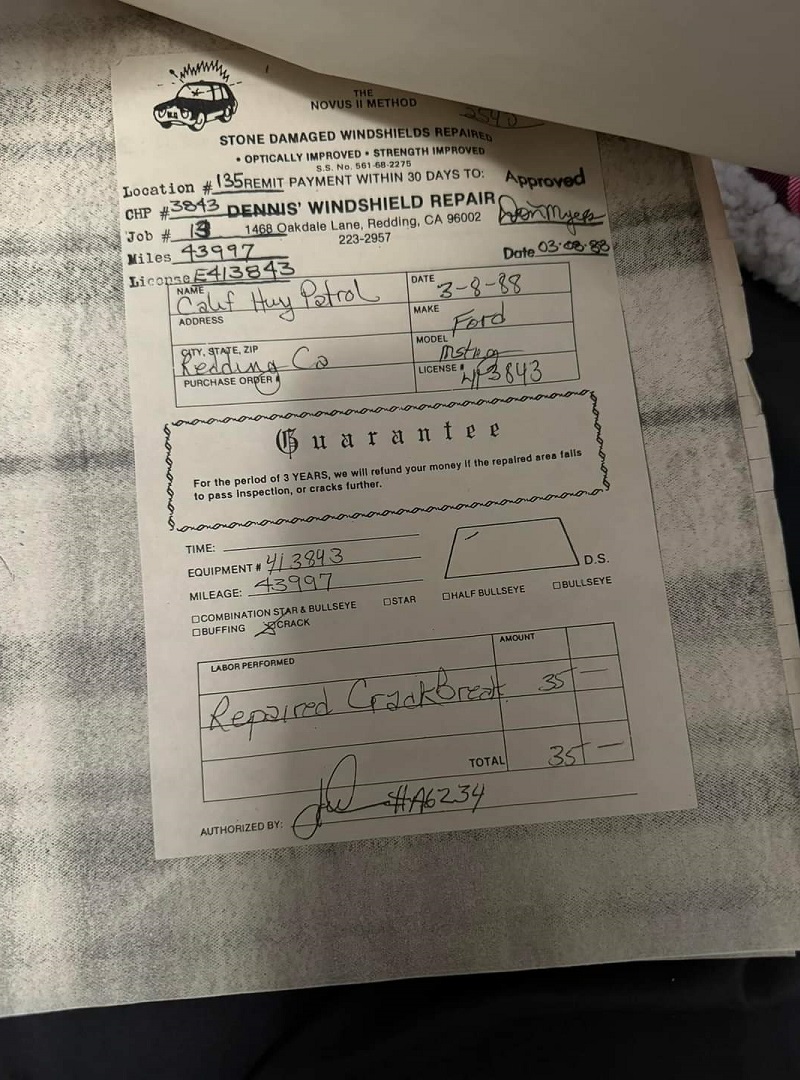 THE
NOVUS II METHOD
STONE DAMAGED WINDSHIELDS REPAIRED
• OPTICALLY IMPROVED • STRENGTH IMPROVED
S.S. No. 561-68-2275
Location # 135 REMIT PAYMENT WITHIN 30 DAYS TO: Approved
CHP # 3843 DENNIS' WINDSHIELD REPAIR Don Myers
Job # 13 1468 Oakdale Lane, Redding, CA 96002
Miles 43997 223-2957
License E413843 Date 03-08-88
NAME Calif Hwy Patrol DATE 3-8-88
ADDRESS MAKE Ford
CITY, STATE, ZIP Redding Ca MODEL Mstng
PURCHASE ORDER # LICENSE # 413843
Guarantee
For the period of 3 YEARS, we will refund your money if the repaired area fails
to pass inspection, or cracks further.
TIME:
EQUIPMENT # 413843
MILEAGE: 43997 D.S.
□COMBINATION STAR & BULLSEYE □STAR □HALF BULLSEYE □BULLSEYE
□BUFFING ☒CRACK
LABOR PERFORMED AMOUNT
Repaired Crack Break 35 —
TOTAL 35 —
AUTHORIZED BY: #A6234